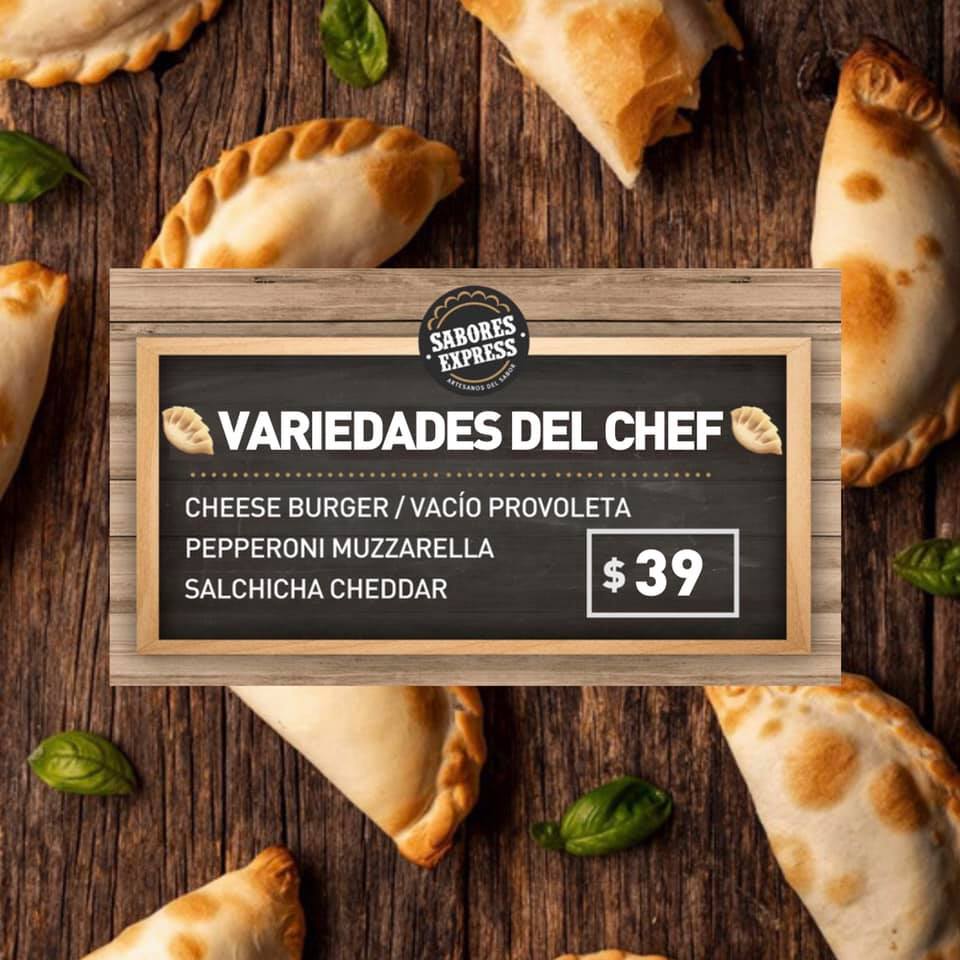 SABORES
EXPRESS
ARTESANOS DEL SABOR
VARIEDADES DEL CHEF
CHEESE BURGER / VACÍO PROVOLETA
PEPPERONI MUZZARELLA
SALCHICHA CHEDDAR
$39